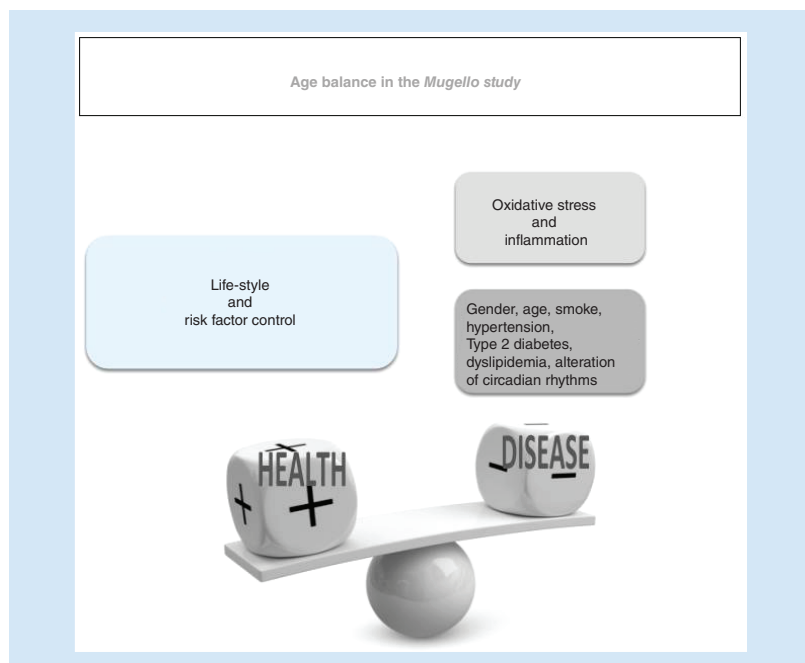 Age balance in the Mugello study
Life-style
and
risk factor control
Oxidative stress
and
inflammation
Gender, age, smoke,
hypertension,
Type 2 diabetes,
dyslipidemia, alteration
of circadian rhythms
HEALTH
DISEASE